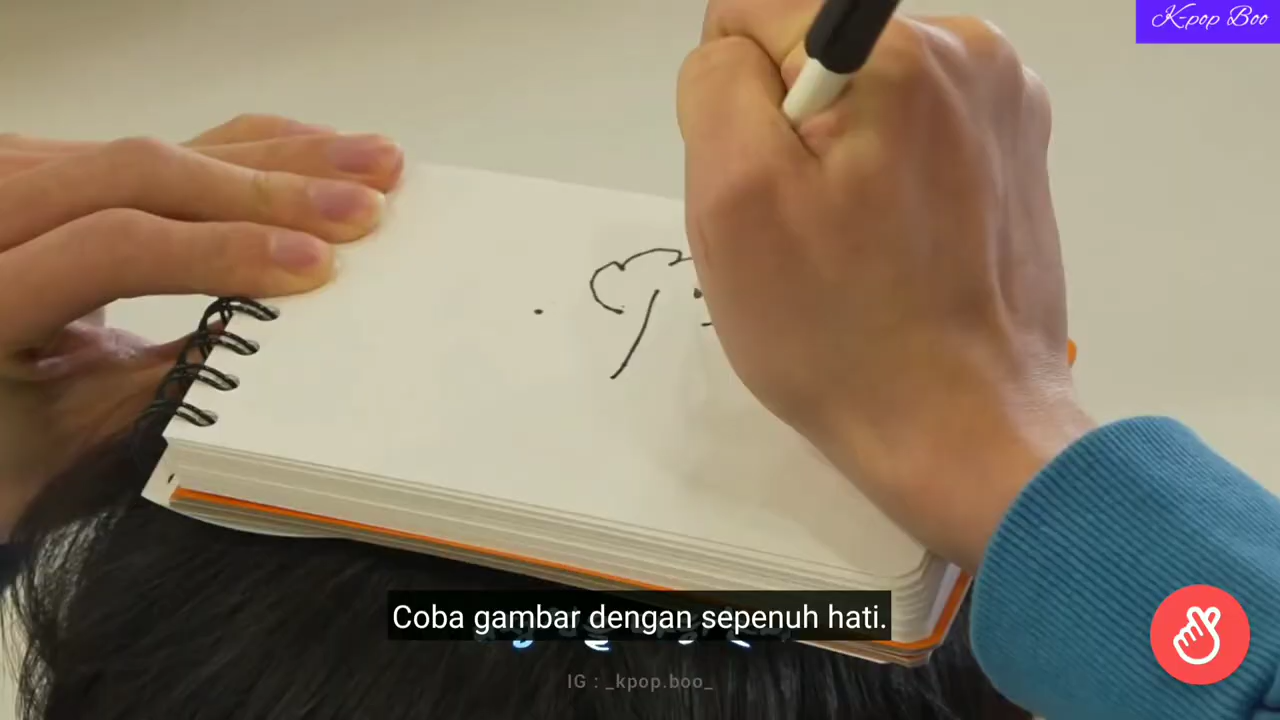 K-pop Boo
Coba gambar dengan sepenuh hati.
IG : _kpop.boo_